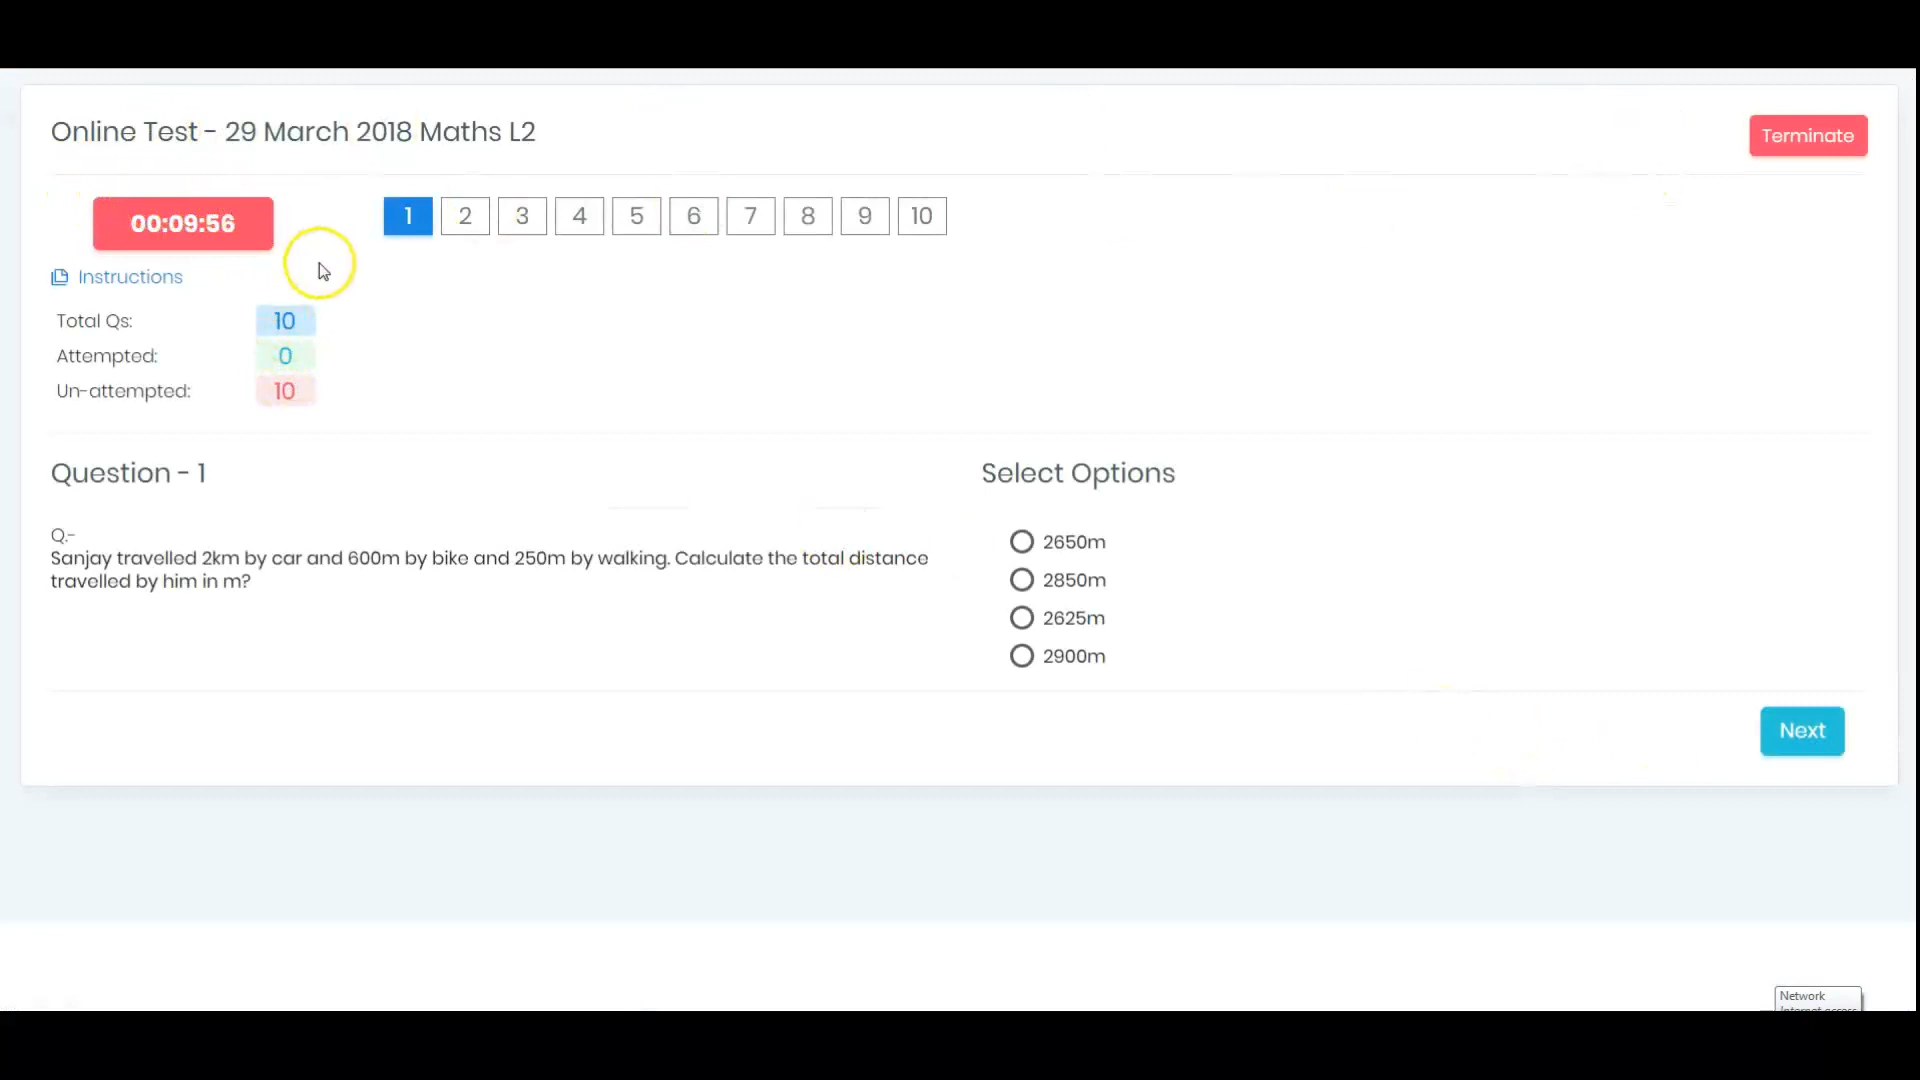 Online Test - 29 March 2018 Maths L2
Terminate
00:09:56
1 2 3 4 5 6 7 8 9 10
Instructions
Total Qs: 10
Attempted: 0
Un-attempted: 10
Question - 1
Select Options
Q.-
Sanjay travelled 2km by car and 600m by bike and 250m by walking. Calculate the total distance
travelled by him in m?
2650m
2850m
2625m
2900m
Next
Network
Internet access